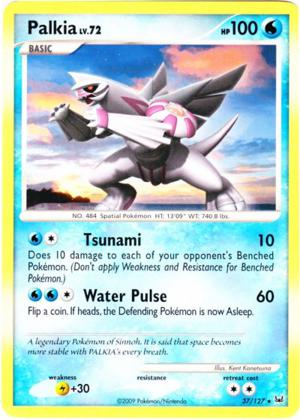 Palkia LV.72 HP 100
BASIC
NO. 484 Spatial Pokémon HT: 13'09" WT: 740.8 lbs.
Tsunami 10
Does 10 damage to each of your opponent's Benched
Pokémon. (Don't apply Weakness and Resistance for Benched
Pokémon.)
Water Pulse 60
Flip a coin. If heads, the Defending Pokémon is now Asleep.
A legendary Pokémon of Sinnoh. It is said that space becomes
more stable with PALKIA's every breath.
Illus. Kent Kanetsuna
weakness resistance retreat cost
+30
©2009 Pokémon/Nintendo
37/127 ★